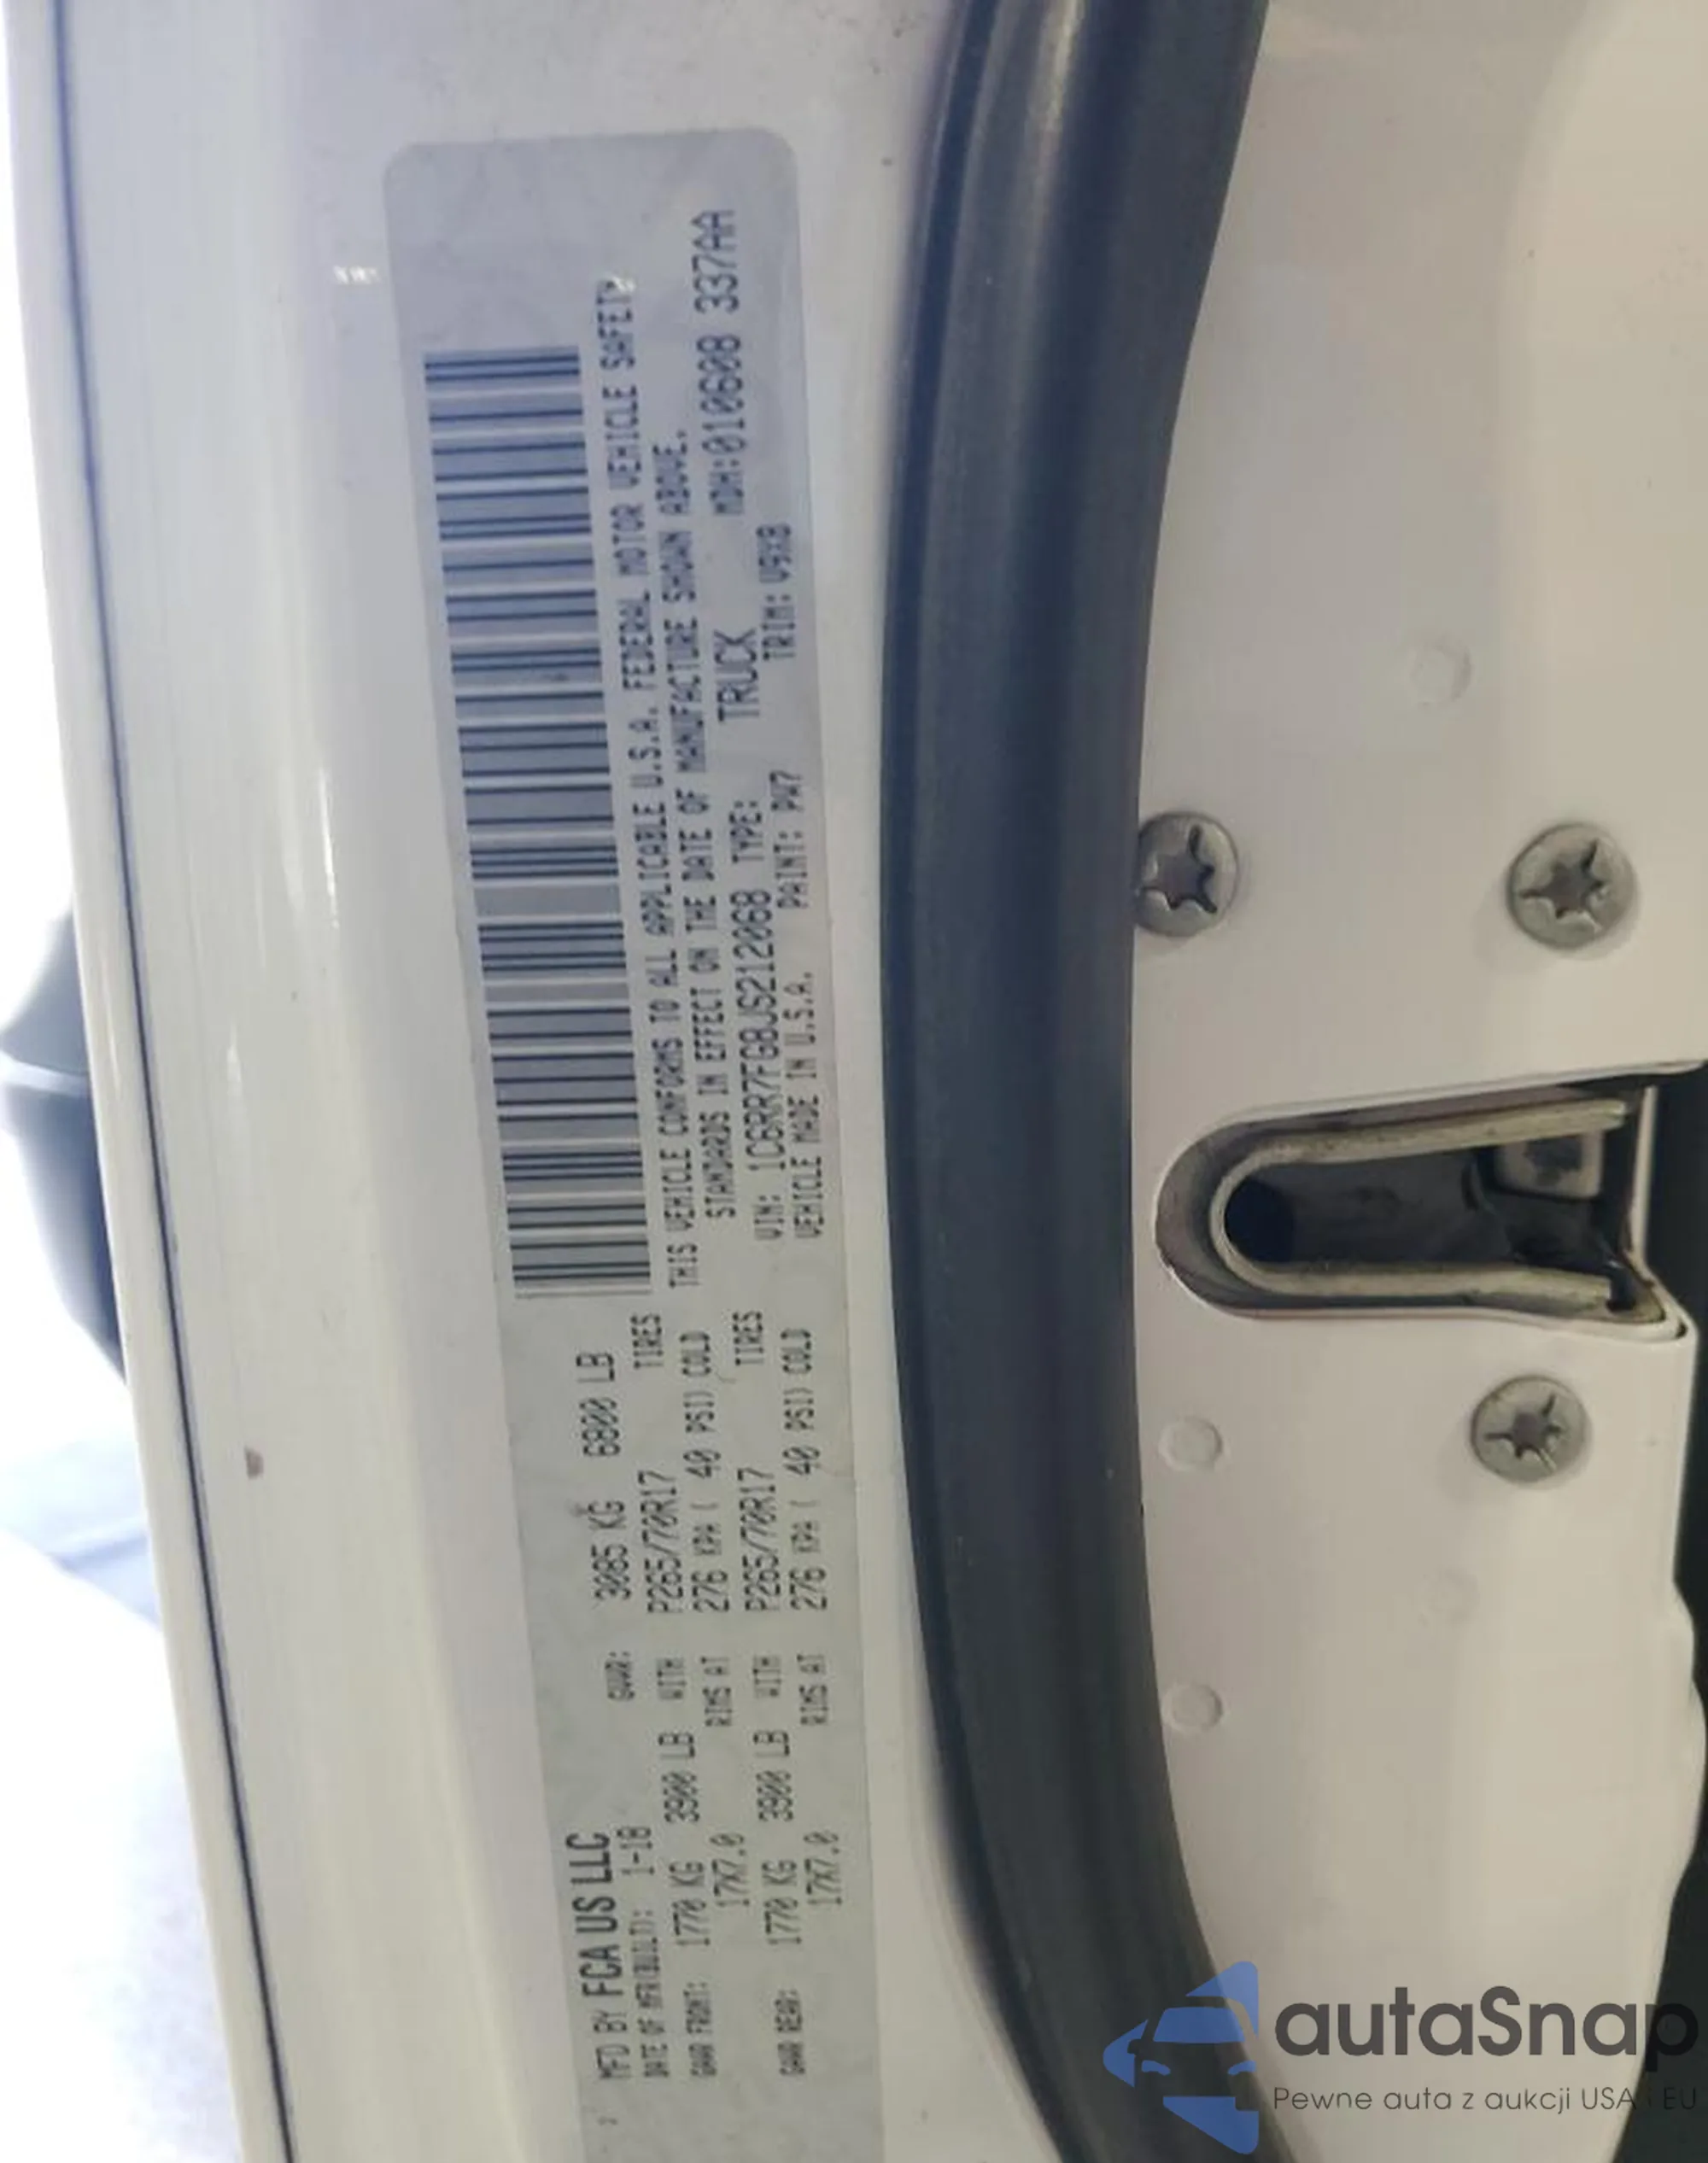 MFD BY FCA US LLC
DATE OF MFR(BUILT): 1-18 GVWR: 3085 KG 6800 LB
GAWR FRONT: 1770 KG 3900 LB WITH P265/70R17 TIRES
17X7.0 RIMS AT 276 KPA ( 40 PSI) COLD
GAWR REAR: 1770 KG 3900 LB WITH P265/70R17 TIRES
17X7.0 RIMS AT 276 KPA ( 40 PSI) COLD
THIS VEHICLE CONFORMS TO ALL APPLICABLE U.S.A. FEDERAL MOTOR VEHICLE SAFETY
STANDARDS IN EFFECT ON THE DATE OF MANUFACTURE SHOWN ABOVE.
VIN: 1C6RR7FG8JS212068 TYPE: TRUCK MDH:010608 337AA
VEHICLE MADE IN U.S.A. PAINT: PW7 TRIM: V9X8
autaSnap
Pewne auta z aukcji USA i EU